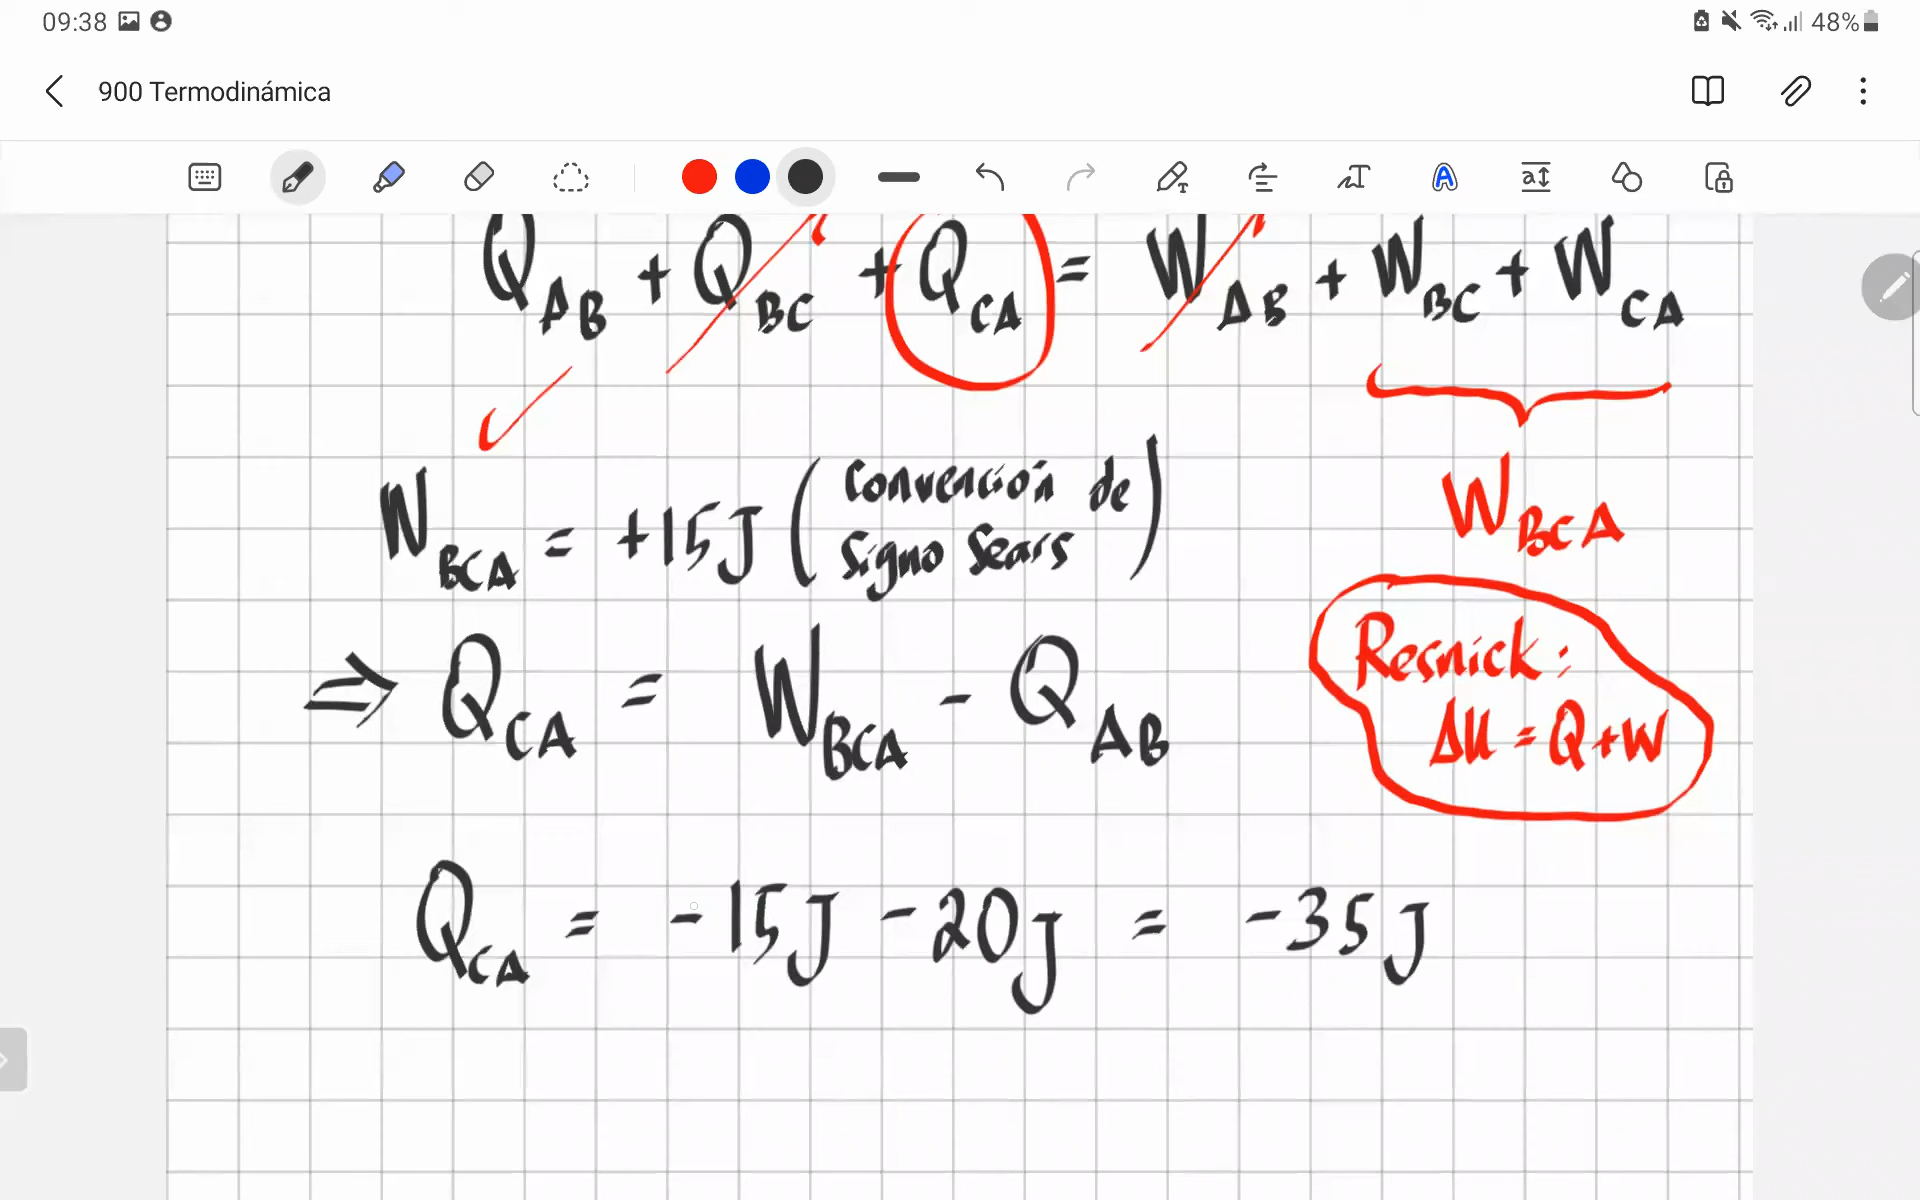 09:38
48%
900 Termodinámica
Q_AB + Q_BC + Q_CA = W_AB + W_BC + W_CA
W_BCA = +15J (Convención de
Signo Sears)
W_BCA
⇒ Q_CA = W_BCA - Q_AB
Resnick:
ΔU = Q + W
Q_CA = -15J - 20J = -35J